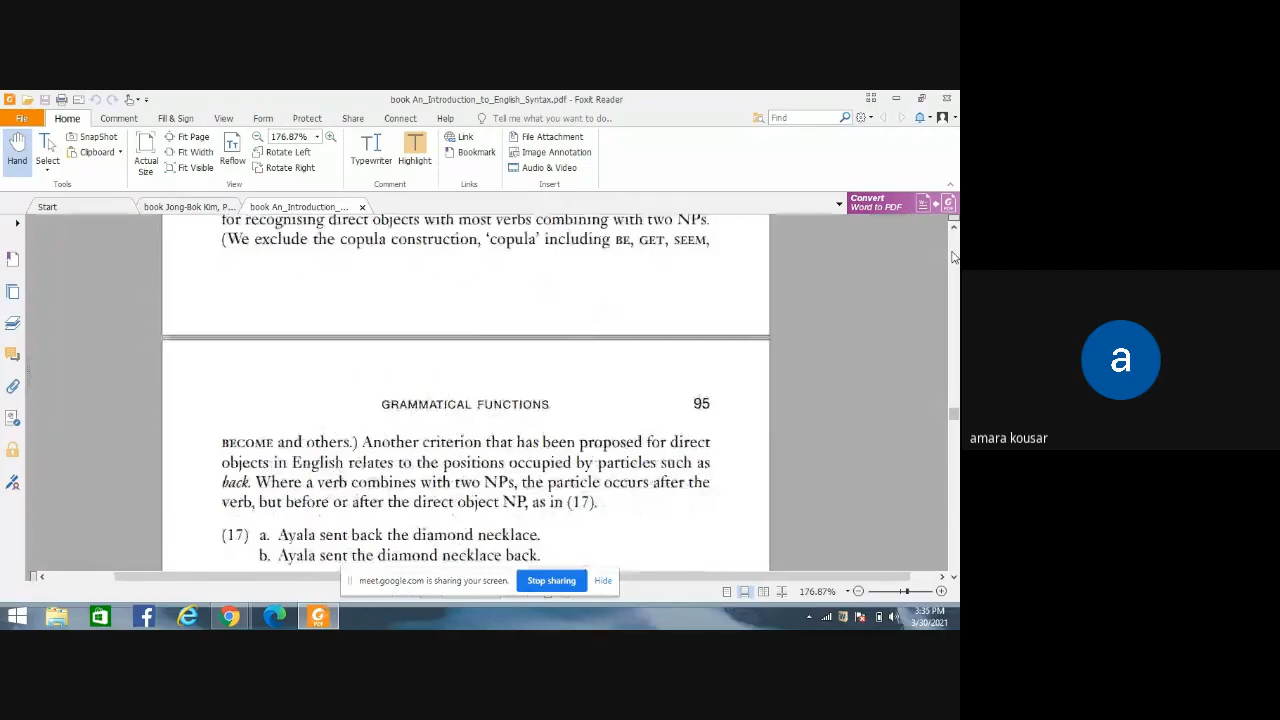 book An_Introduction_to_English_Syntax.pdf - Foxit Reader
File Home Comment Fill & Sign View Form Protect Share Connect Help Tell me what you want to do.. Find
Hand
Select
SnapShot
Clipboard
Tools
Actual Size
Fit Page
Fit Width
Fit Visible
Reflow
176.87%
Rotate Left
Rotate Right
View
Typewriter
Highlight
Comment
Link
Bookmark
Links
File Attachment
Image Annotation
Audio & Video
Insert
Start
book Jong-Bok Kim, P...
book An_Introduction_...
Convert
Word to PDF
for recognising direct objects with most verbs combining with two NPs.
(We exclude the copula construction, 'copula' including BE, GET, SEEM,
GRAMMATICAL FUNCTIONS 95
BECOME and others.) Another criterion that has been proposed for direct
objects in English relates to the positions occupied by particles such as
back. Where a verb combines with two NPs, the particle occurs after the
verb, but before or after the direct object NP, as in (17).
(17) a. Ayala sent back the diamond necklace.
b. Ayala sent the diamond necklace back.
meet.google.com is sharing your screen. Stop sharing Hide
176.87%
3:35 PM
3/30/2021
a
amara kousar